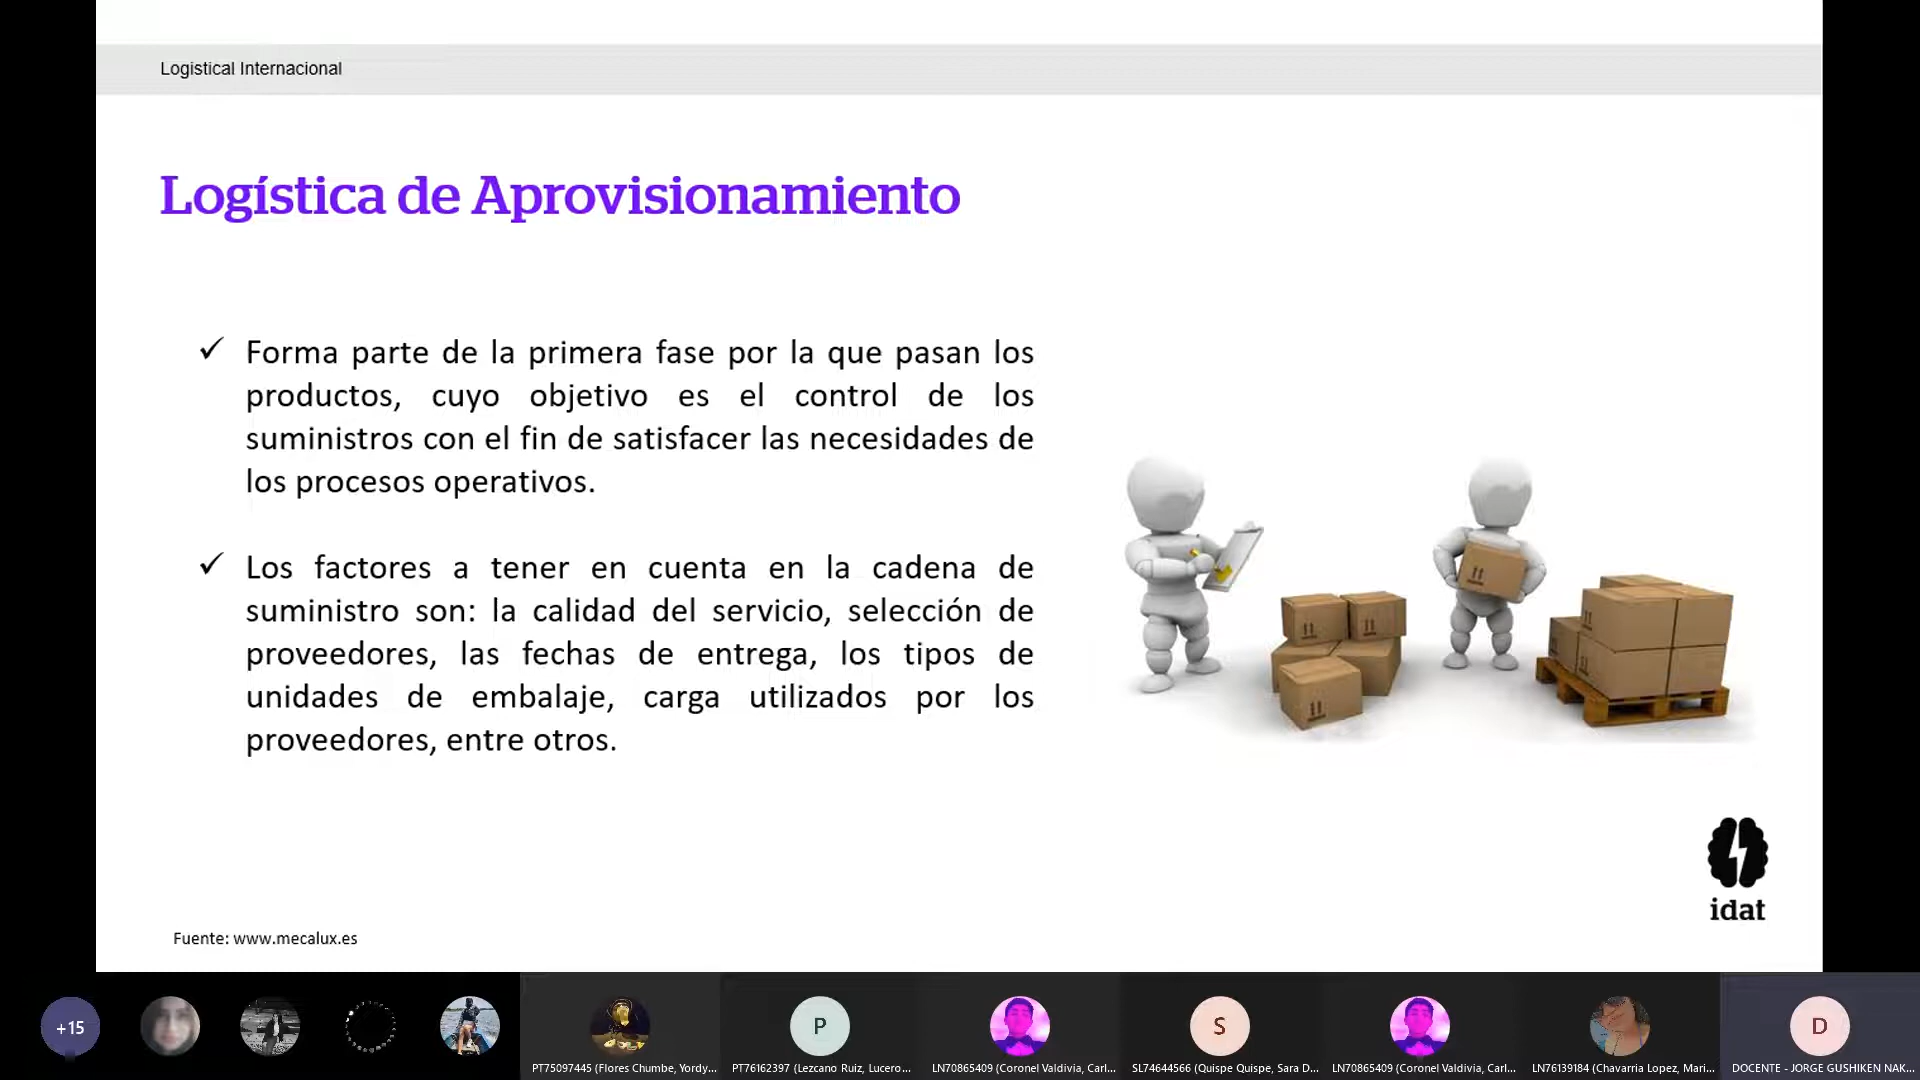 Logistical Internacional
Logística de Aprovisionamiento
✓ Forma parte de la primera fase por la que pasan los
productos, cuyo objetivo es el control de los
suministros con el fin de satisfacer las necesidades de
los procesos operativos.
✓ Los factores a tener en cuenta en la cadena de
suministro son: la calidad del servicio, selección de
proveedores, las fechas de entrega, los tipos de
unidades de embalaje, carga utilizados por los
proveedores, entre otros.
idat
Fuente: www.mecalux.es
+15
P
S
D
PT75097445 (Flores Chumbe, Yordy...
PT76162397 (Lezcano Ruiz, Lucero...
LN70865409 (Coronel Valdivia, Carl...
SL74644566 (Quispe Quispe, Sara D...
LN70865409 (Coronel Valdivia, Carl...
LN76139184 (Chavarria Lopez, Mari...
DOCENTE - JORGE GUSHIKEN NAK...